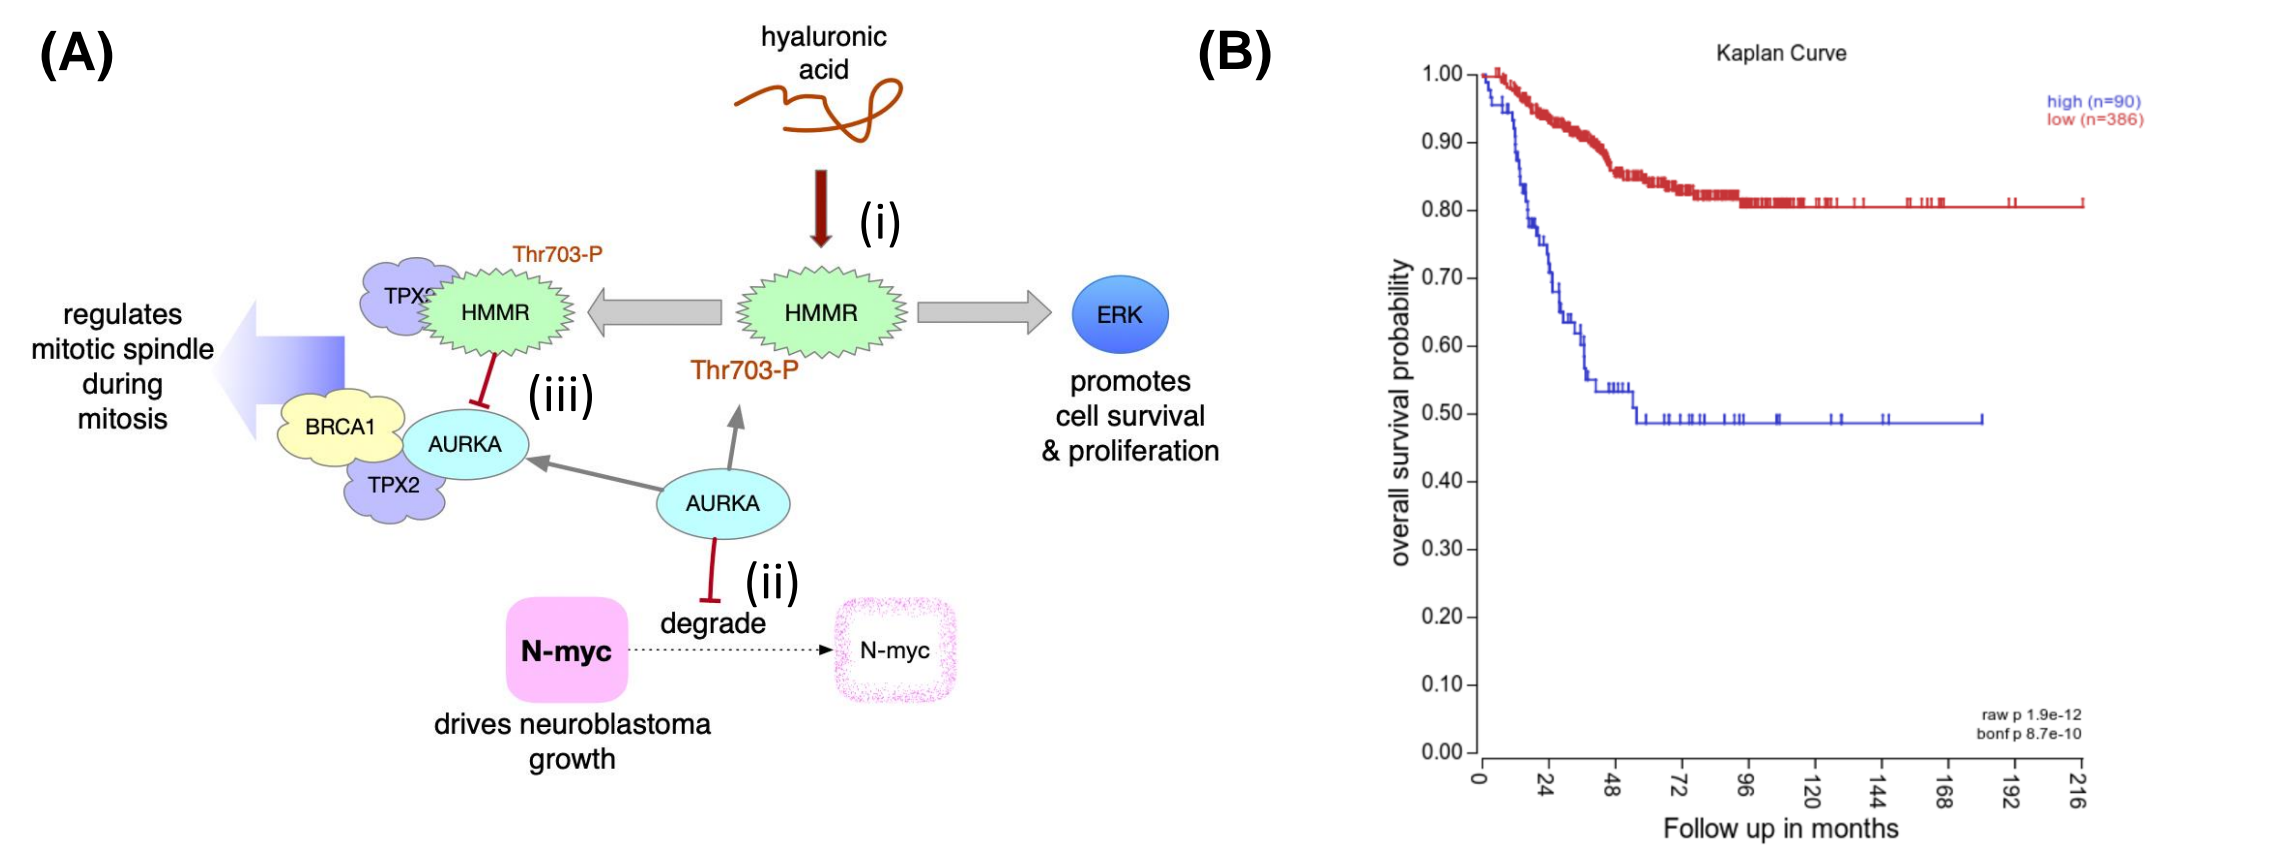 (A)
hyaluronic
acid
(i)
Thr703-P
HMMR
HMMR
ERK
Thr703-P
regulates
mitotic spindle
during
mitosis
(iii)
promotes
cell survival
& proliferation
BRCA1
AURKA
TPX2
AURKA
(ii)
degrade
N-myc
N-myc
drives neuroblastoma
growth
(B)
Kaplan Curve
high (n=90)
low (n=386)
overall survival probability
1.00
0.90
0.80
0.70
0.60
0.50
0.40
0.30
0.20
0.10
0.00
raw p 1.9e-12
bonf p 8.7e-10
0 24 48 72 96 120 144 168 192 216
Follow up in months